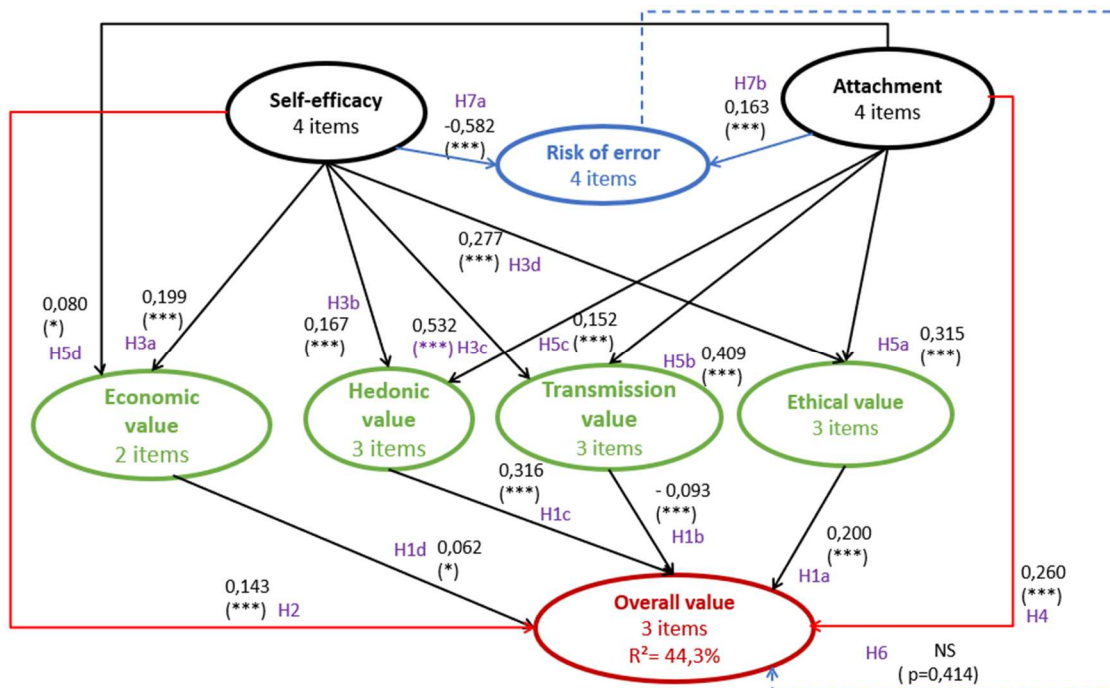 Self-efficacy
4 items
H7a
-0,582
(***)
Risk of error
4 items
H7b
0,163
(***)
Attachment
4 items
0,277
(***) H3d
0,080
(*)
H5d
0,199
(***)
H3a
H3b
0,167
(***)
0,532
(***) H3c
0,152
H5c (***)
H5b
0,409
(***)
H5a
0,315
(***)
Economic
value
2 items
Hedonic
value
3 items
Transmission
value
3 items
Ethical value
3 items
0,316
(***)
H1c
- 0,093
(***)
H1b
0,200
(***)
H1a
H1d
0,062
(*)
0,143
(***) H2
0,260
(***)
H4
Overall value
3 items
R²= 44,3%
H6
NS
( p=0,414)